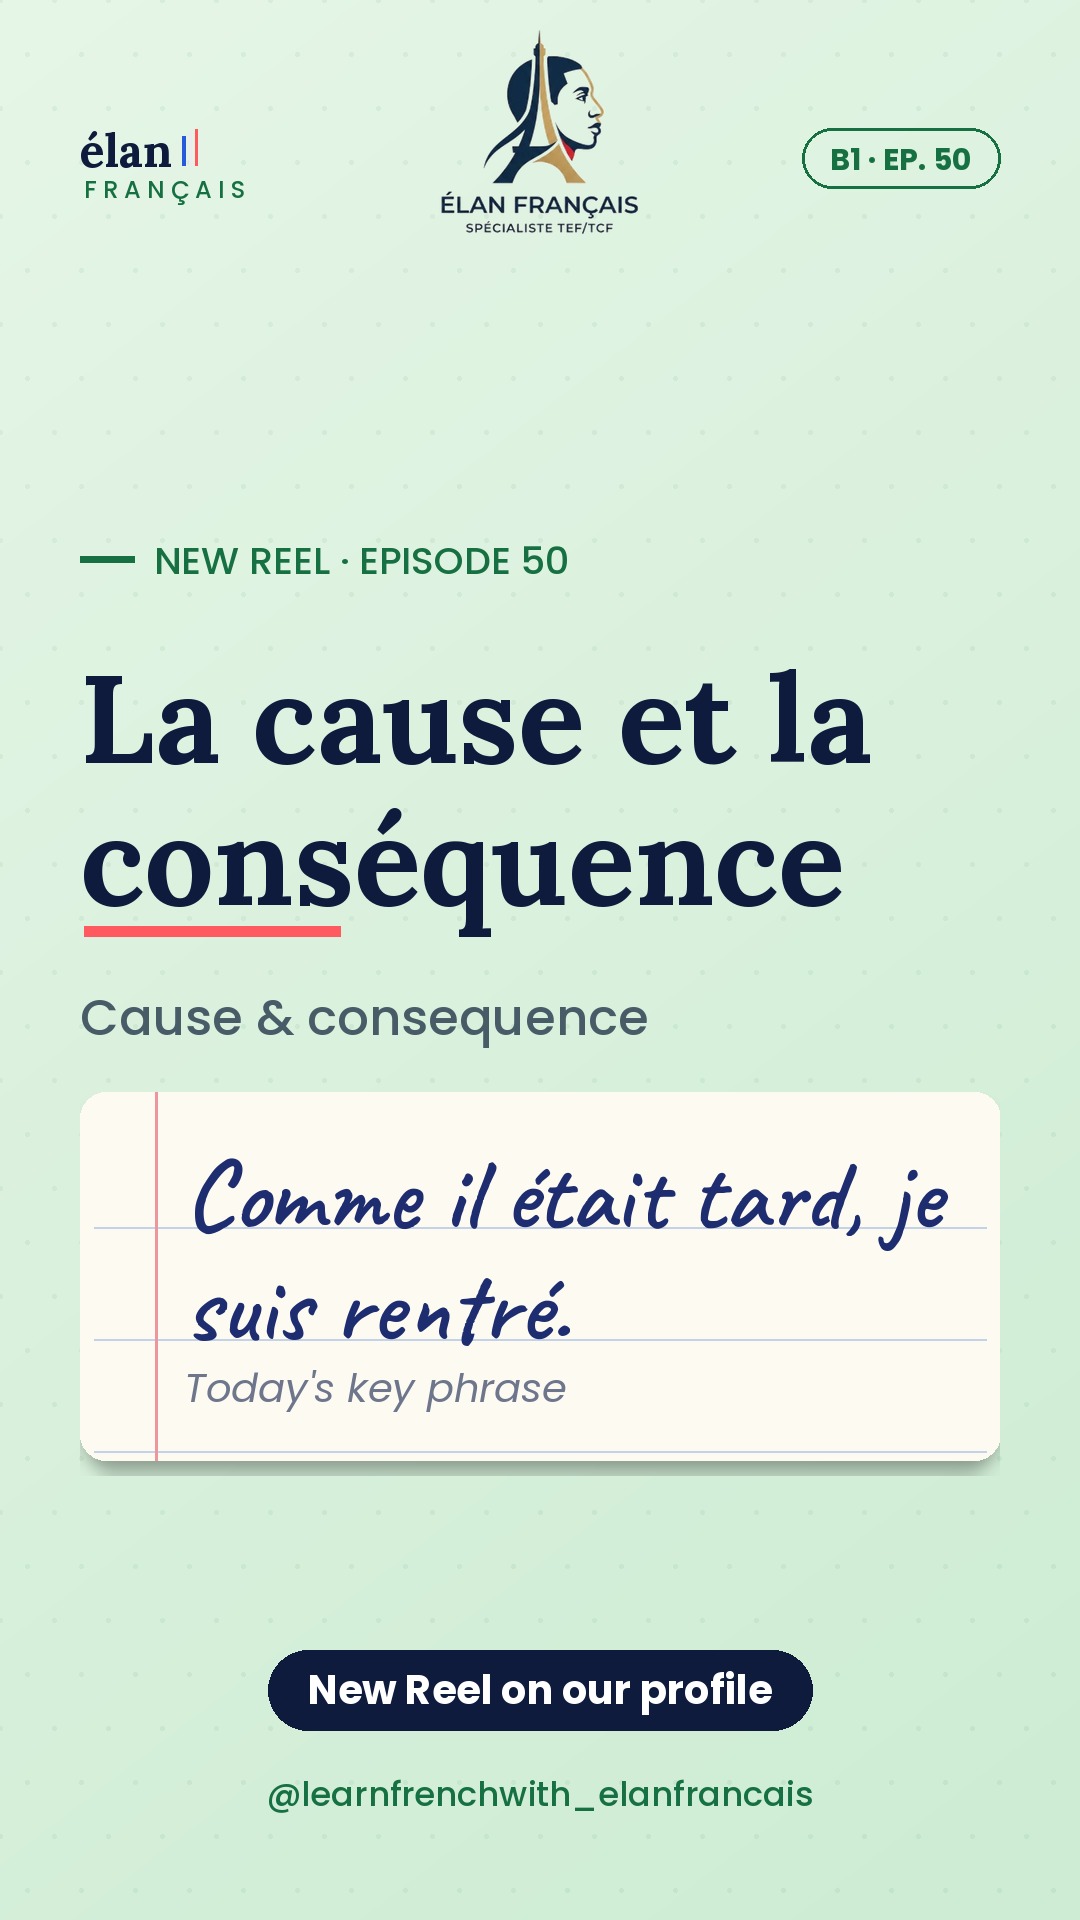 élan
FRANÇAIS
ÉLAN FRANÇAIS
SPÉCIALISTE TEF/TCF
B1 · EP. 50
NEW REEL · EPISODE 50
La cause et la
conséquence
Cause & consequence
Comme il était tard, je
suis rentré.
Today's key phrase
New Reel on our profile
@learnfrenchwith_elanfrancais